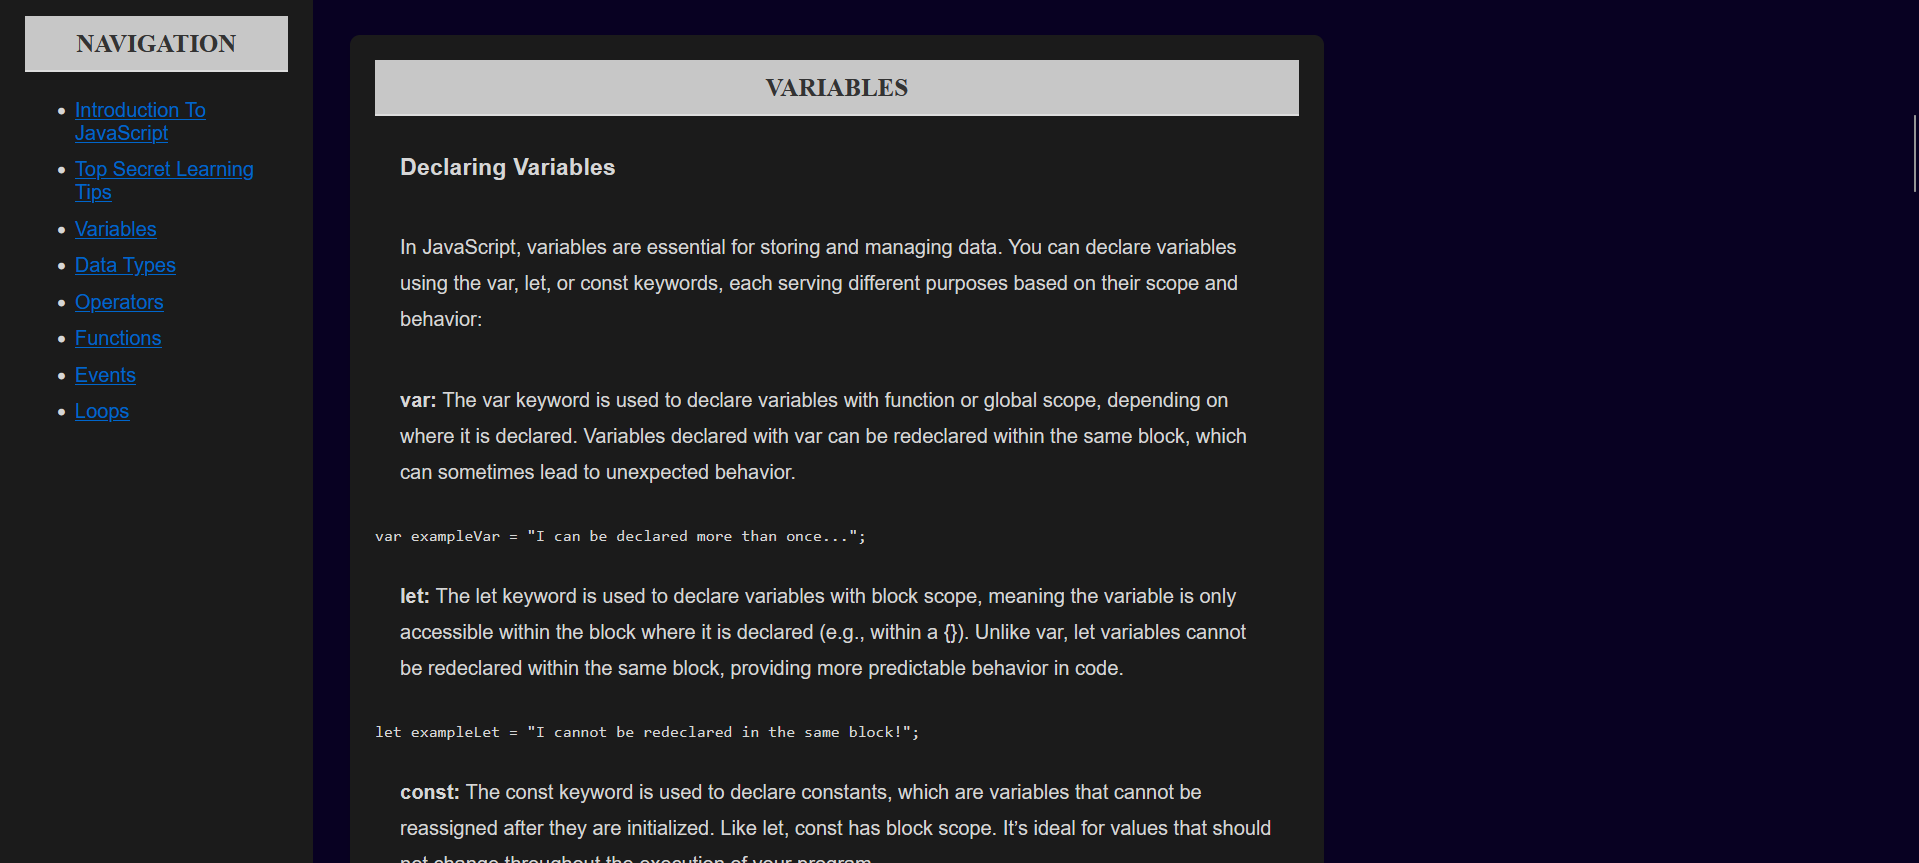 NAVIGATION
Introduction To
JavaScript
Top Secret Learning
Tips
Variables
Data Types
Operators
Functions
Events
Loops
VARIABLES
Declaring Variables
In JavaScript, variables are essential for storing and managing data. You can declare variables
using the var, let, or const keywords, each serving different purposes based on their scope and
behavior:
var: The var keyword is used to declare variables with function or global scope, depending on
where it is declared. Variables declared with var can be redeclared within the same block, which
can sometimes lead to unexpected behavior.
var exampleVar = "I can be declared more than once...";
let: The let keyword is used to declare variables with block scope, meaning the variable is only
accessible within the block where it is declared (e.g., within a {}). Unlike var, let variables cannot
be redeclared within the same block, providing more predictable behavior in code.
let exampleLet = "I cannot be redeclared in the same block!";
const: The const keyword is used to declare constants, which are variables that cannot be
reassigned after they are initialized. Like let, const has block scope. It’s ideal for values that should
not change throughout the execution of your program.